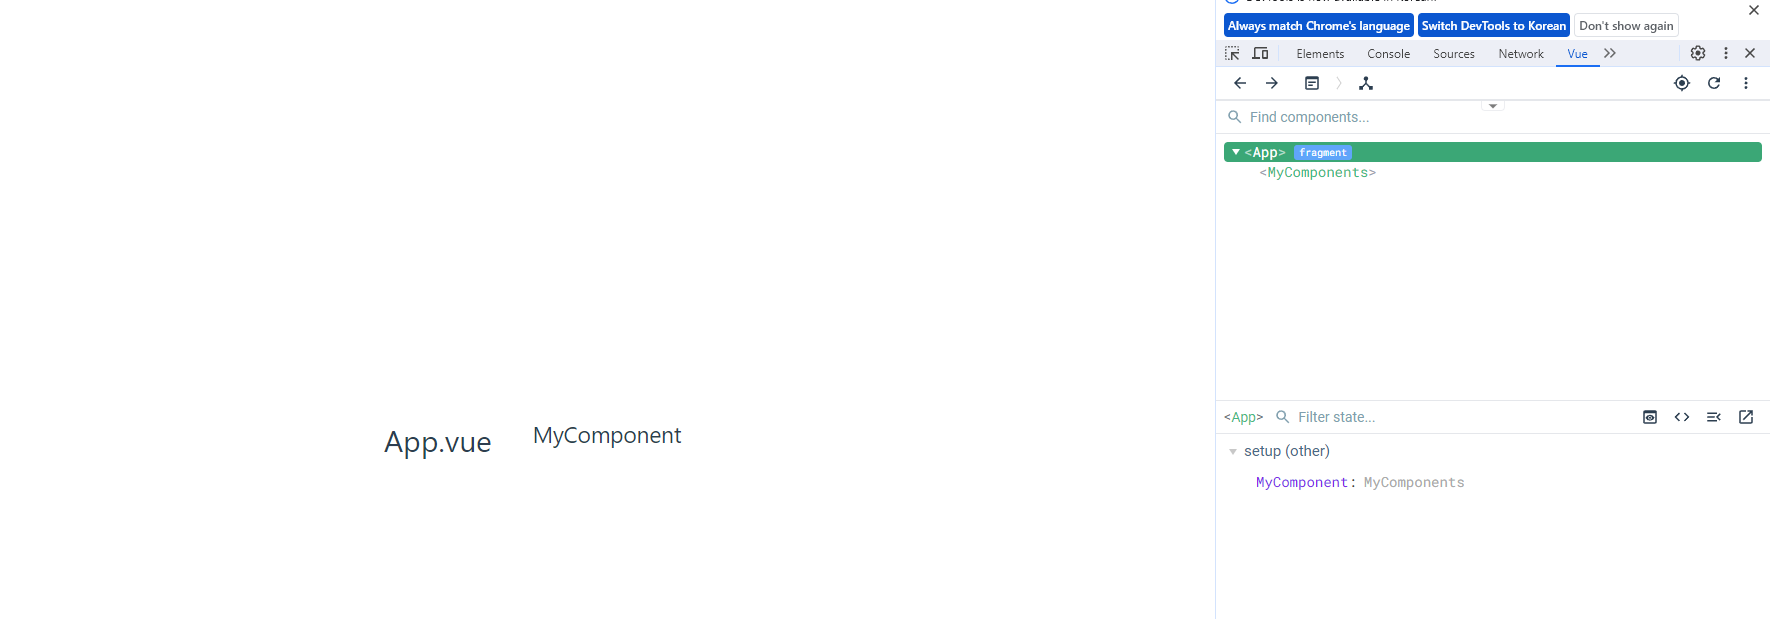 App.vue
MyComponent
Always match Chrome's language Switch DevTools to Korean Don't show again
Elements Console Sources Network Vue
Find components...
<App> fragment
<MyComponents>
<App> Filter state...
setup (other)
MyComponent: MyComponents